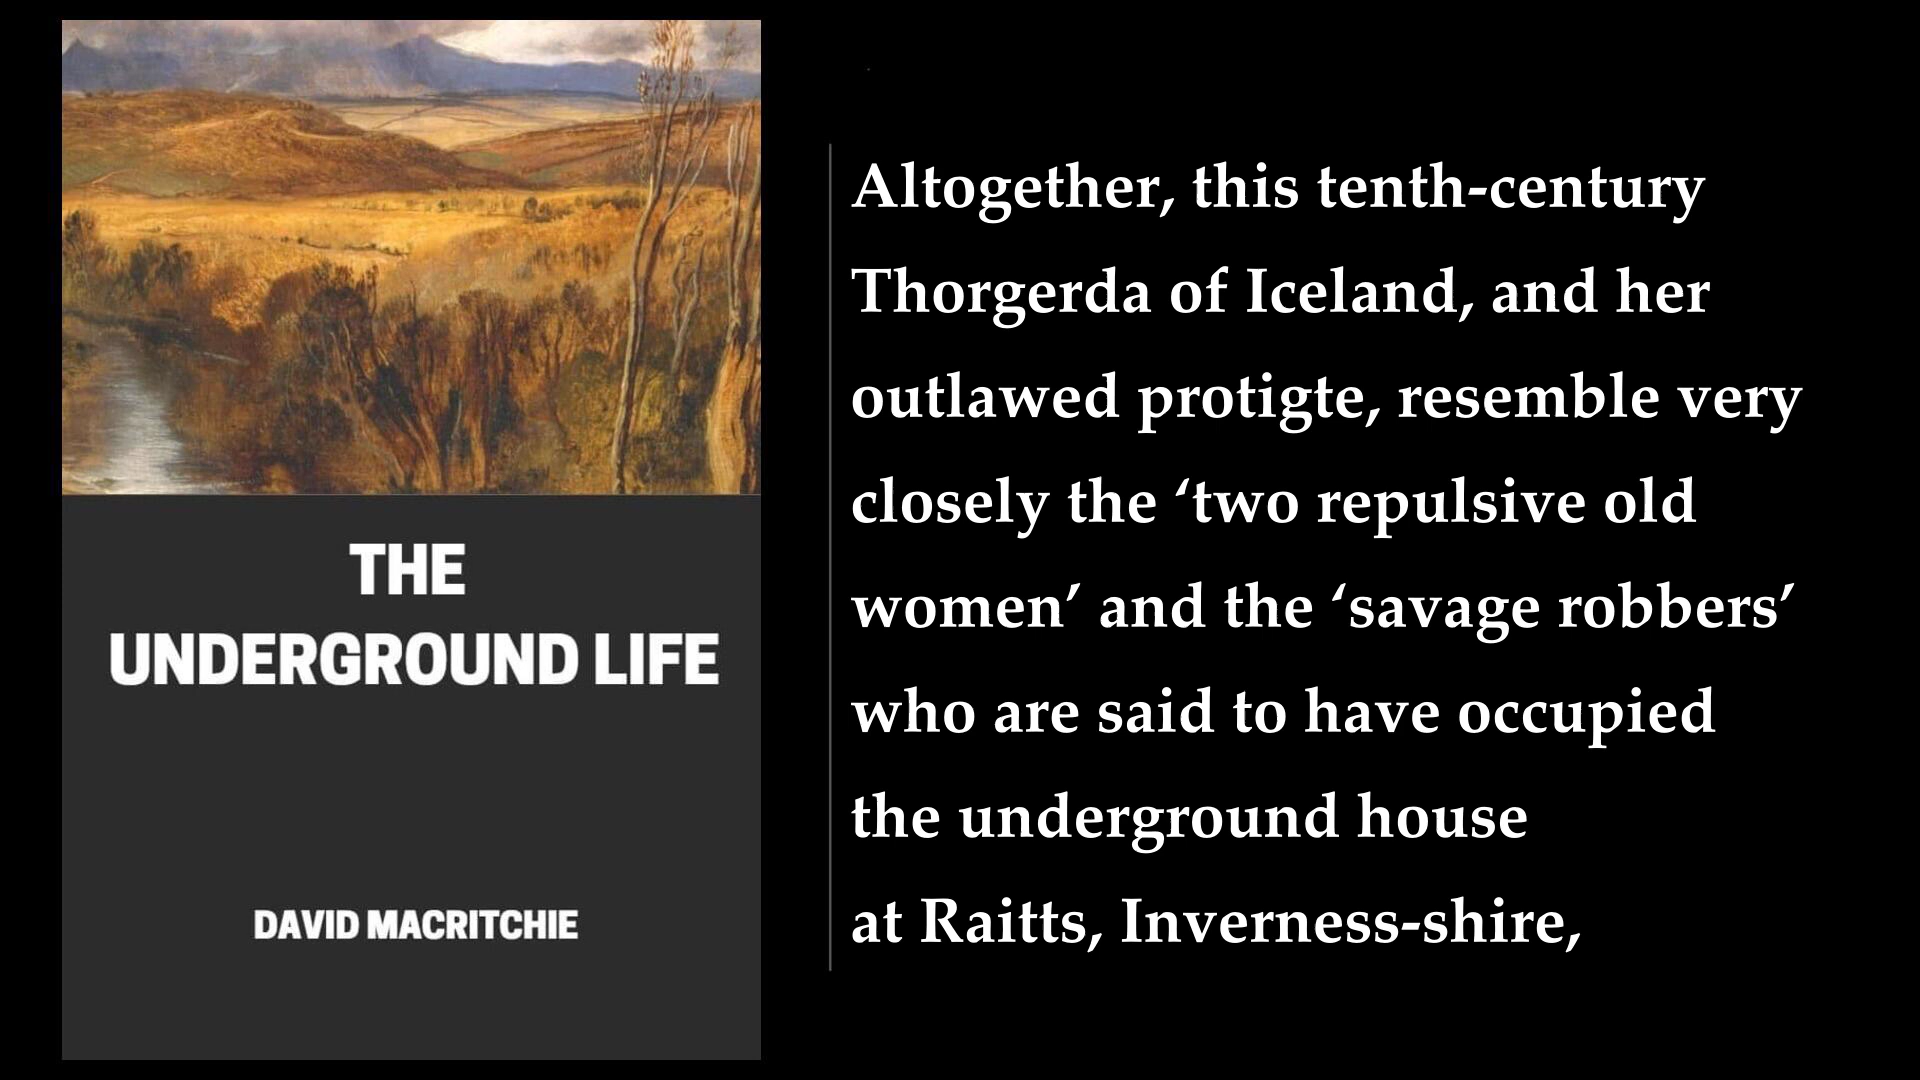 THE
UNDERGROUND LIFE
DAVID MACRITCHIE
Altogether, this tenth-century
Thorgerda of Iceland, and her
outlawed protigte, resemble very
closely the ‘two repulsive old
women’ and the ‘savage robbers’
who are said to have occupied
the underground house
at Raitts, Inverness-shire,